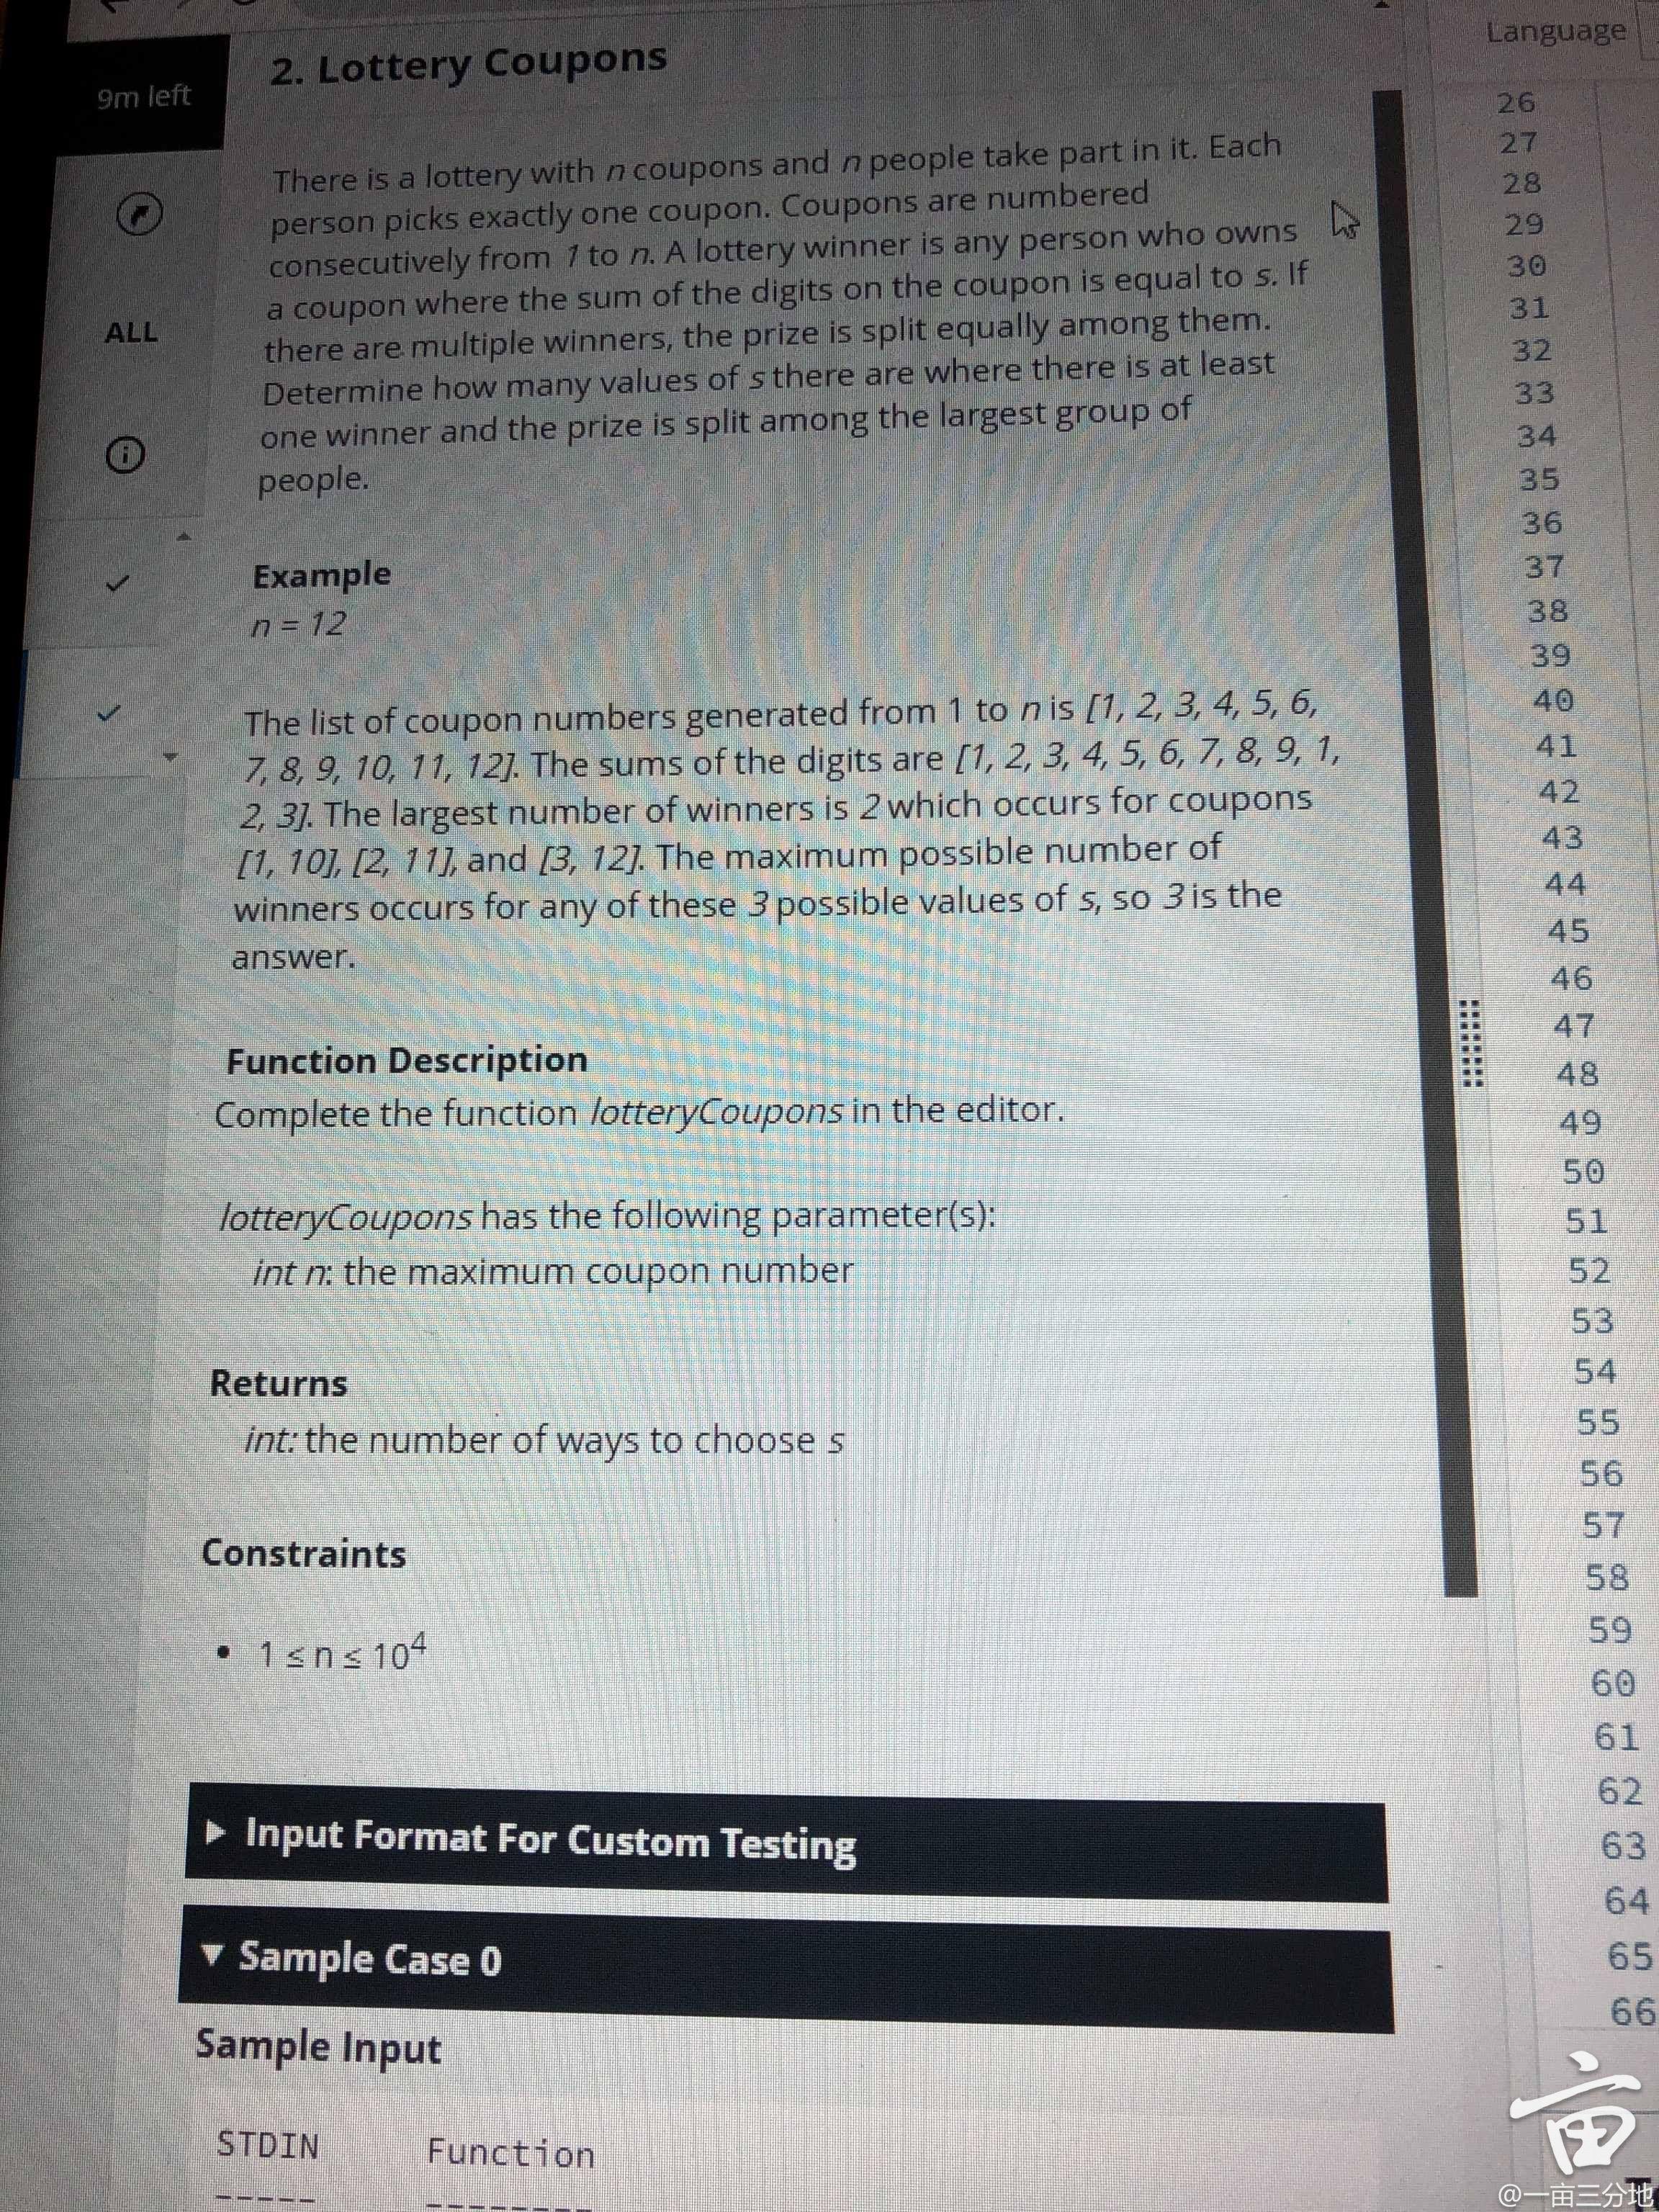 Language
9m left
2. Lottery Coupons
There is a lottery with n coupons and n people take part in it. Each
person picks exactly one coupon. Coupons are numbered
consecutively from 1 to n. A lottery winner is any person who owns
a coupon where the sum of the digits on the coupon is equal to s. If
there are multiple winners, the prize is split equally among them.
Determine how many values of s there are where there is at least
one winner and the prize is split among the largest group of
people.
ALL
Example
n = 12
The list of coupon numbers generated from 1 to n is [1, 2, 3, 4, 5, 6,
7, 8, 9, 10, 11, 12]. The sums of the digits are [1, 2, 3, 4, 5, 6, 7, 8, 9, 1,
2, 3]. The largest number of winners is 2 which occurs for coupons
[1, 10], [2, 11], and [3, 12]. The maximum possible number of
winners occurs for any of these 3 possible values of s, so 3 is the
answer.
Function Description
Complete the function lotteryCoupons in the editor.
lotteryCoupons has the following parameter(s):
int n: the maximum coupon number
Returns
int: the number of ways to choose s
Constraints
• 1 ≤ n ≤ 10⁴
▶ Input Format For Custom Testing
▼ Sample Case 0
Sample Input
STDIN Function
----- --------
26
27
28
29
30
31
32
33
34
35
36
37
38
39
40
41
42
43
44
45
46
47
48
49
50
51
52
53
54
55
56
57
58
59
60
61
62
63
64
65
66
亩
@一亩三分地